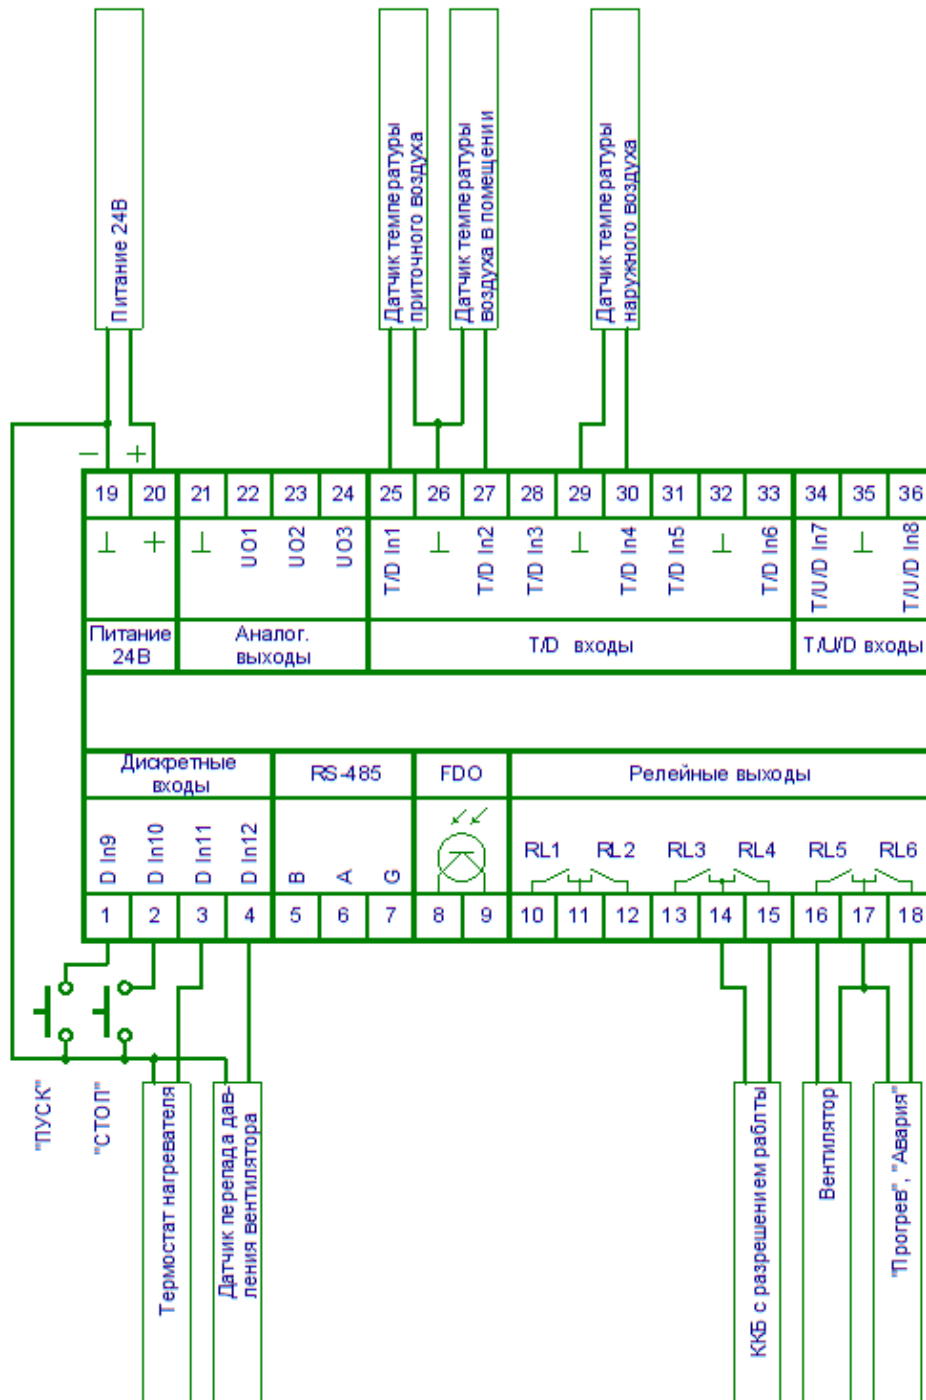 Питание 24В
Датчик температуры
приточного воздуха
Датчик температуры
воздуха в помещении
Датчик температуры
наружного воздуха
− +
19 20 21 22 23 24 25 26 27 28 29 30 31 32 33 34 35 36
+ UO1 UO2 UO3 T/D In1 T/D In2 T/D In3 T/D In4 T/D In5 T/D In6 T/U/D In7 T/U/D In8
Питание
24В
Аналог.
выходы
T/D входы
T/U/D входы
Дискретные
входы
RS-485
FDO
Релейные выходы
D In9 D In10 D In11 D In12 B A G
RL1 RL2 RL3 RL4 RL5 RL6
1 2 3 4 5 6 7 8 9 10 11 12 13 14 15 16 17 18
"ПУСК"
"СТОП"
Термостат нагревателя
Датчик перепада дав-
ления вентилятора
ККБ с разрешением раблты
Вентилятор
"Прогрев", "Авария"